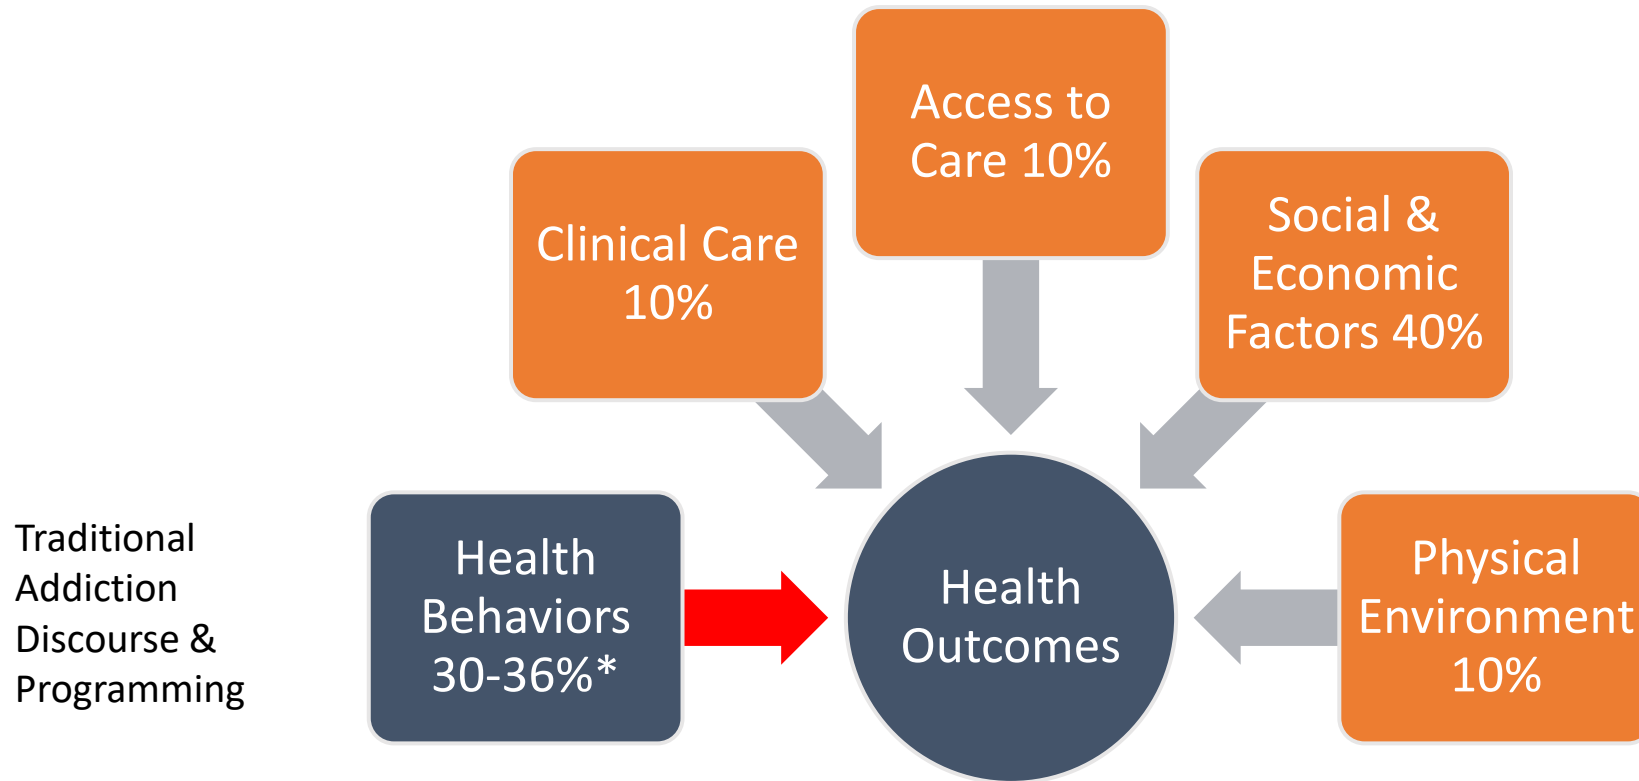 Access to
Care 10%
Clinical Care
10%
Social &
Economic
Factors 40%
Traditional
Addiction
Discourse &
Programming
Health
Behaviors
30-36%*
Health
Outcomes
Physical
Environment
10%